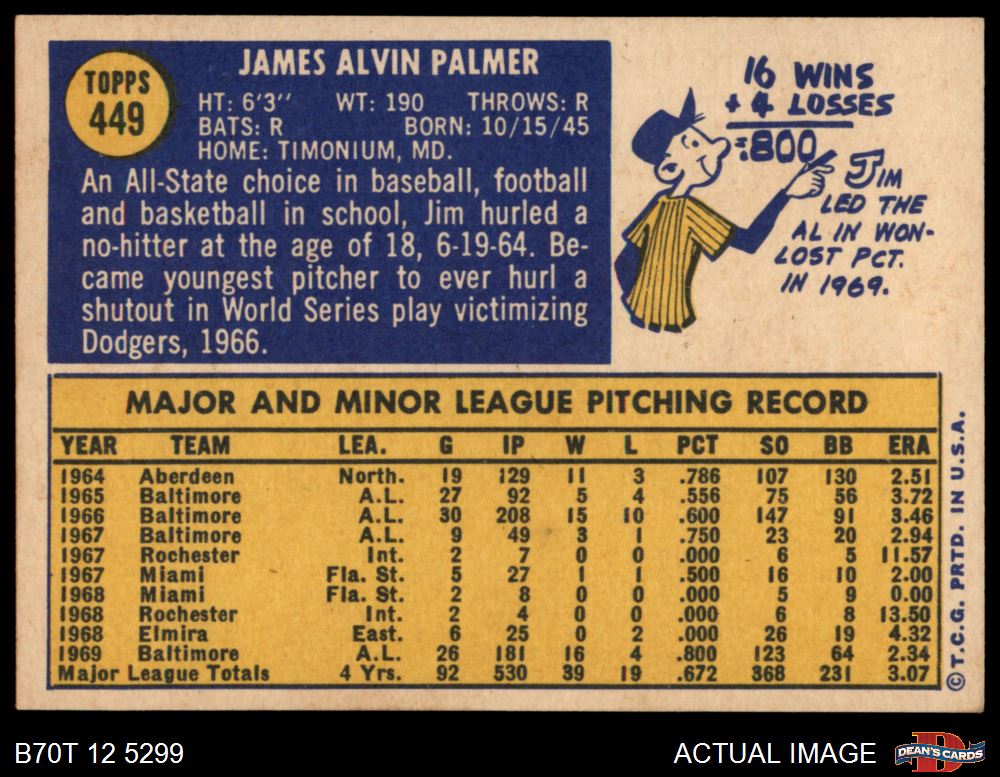 TOPPS
449
JAMES ALVIN PALMER
HT: 6'3" WT: 190 THROWS: R
BATS: R BORN: 10/15/45
HOME: TIMONIUM, MD.
An All-State choice in baseball, football
and basketball in school, Jim hurled a
no-hitter at the age of 18, 6-19-64. Be-
came youngest pitcher to ever hurl a
shutout in World Series play victimizing
Dodgers, 1966.
16 WINS
+ 4 LOSSES
=.800
JIM
LED THE
AL IN WON-
LOST PCT.
IN 1969.
MAJOR AND MINOR LEAGUE PITCHING RECORD
YEAR TEAM LEA. G IP W L PCT SO BB ERA
1964 Aberdeen North. 19 129 11 3 .786 107 130 2.51
1965 Baltimore A.L. 27 92 5 4 .556 75 56 3.72
1966 Baltimore A.L. 30 208 15 10 .600 147 91 3.46
1967 Baltimore A.L. 9 49 3 1 .750 23 20 2.94
1967 Rochester Int. 2 7 0 0 .000 6 5 11.57
1967 Miami Fla. St. 5 27 1 1 .500 16 10 2.00
1968 Miami Fla. St. 2 8 0 0 .000 5 9 0.00
1968 Rochester Int. 2 4 0 0 .000 6 8 13.50
1968 Elmira East. 6 25 0 2 .000 26 19 4.32
1969 Baltimore A.L. 26 181 16 4 .800 123 64 2.34
Major League Totals 4 Yrs. 92 530 39 19 .672 368 231 3.07
©T.C.G. PRTD. IN U.S.A.
B70T 12 5299
ACTUAL IMAGE
DEAN'S CARDS